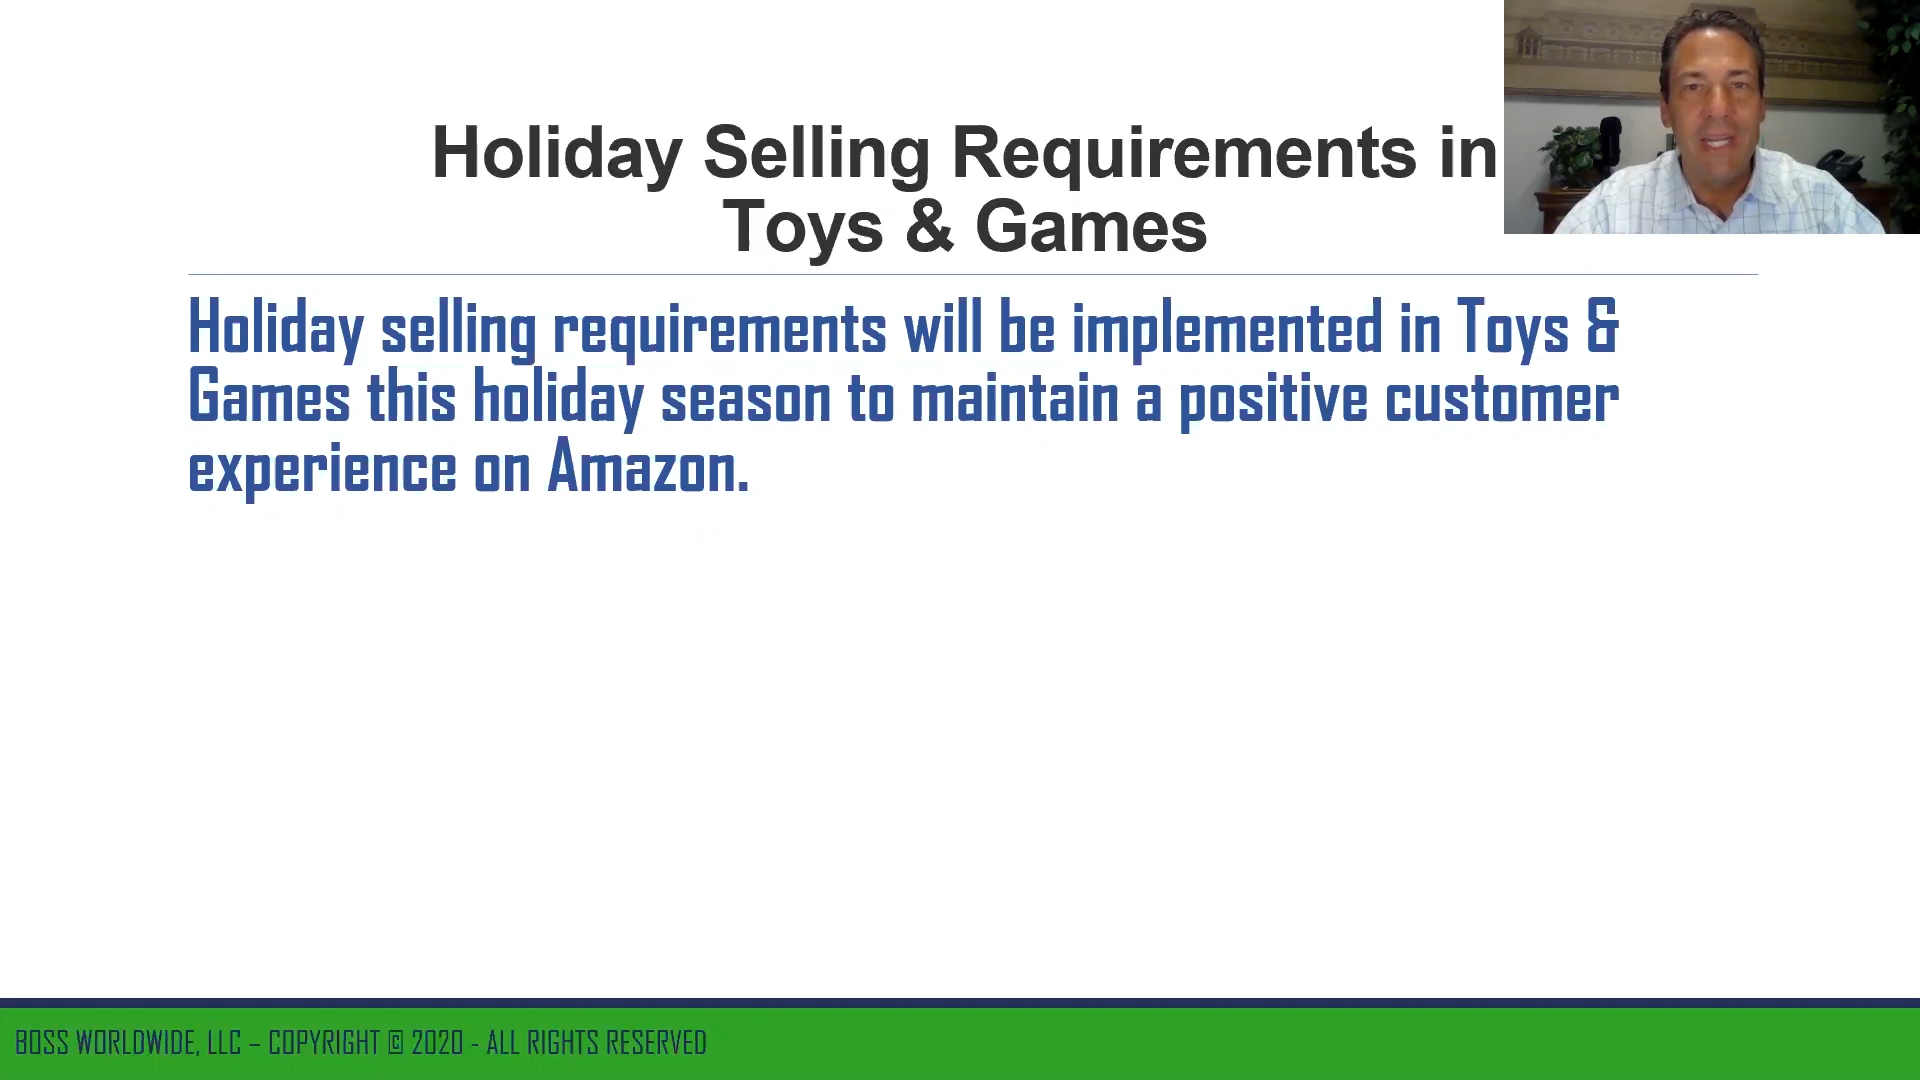 Holiday Selling Requirements in
Toys & Games
Holiday selling requirements will be implemented in Toys &
Games this holiday season to maintain a positive customer
experience on Amazon.
BOSS WORLDWIDE, LLC – COPYRIGHT © 2020 - ALL RIGHTS RESERVED